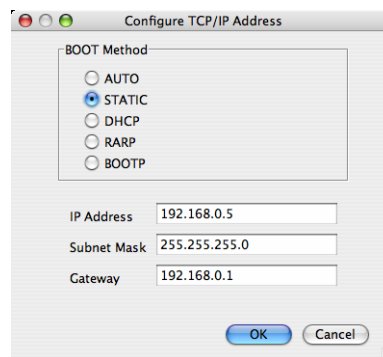 Configure TCP/IP Address
BOOT Method
AUTO
STATIC
DHCP
RARP
BOOTP
IP Address 192.168.0.5
Subnet Mask 255.255.255.0
Gateway 192.168.0.1
OK Cancel